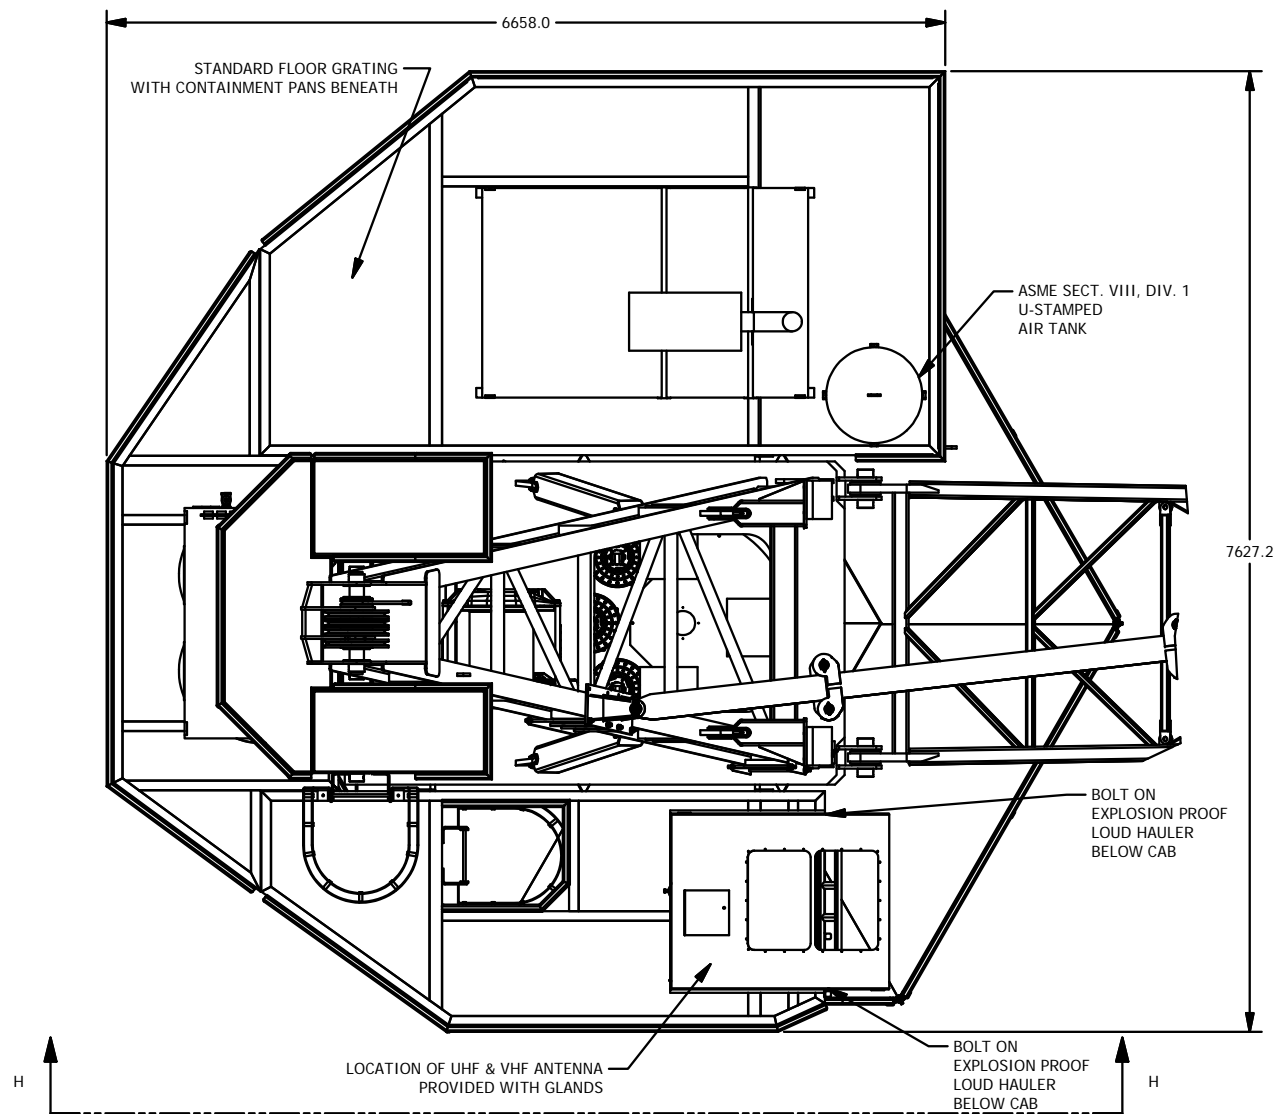 6658.0
STANDARD FLOOR GRATING
WITH CONTAINMENT PANS BENEATH
ASME SECT. VIII, DIV. 1
U-STAMPED
AIR TANK
7627.2
BOLT ON
EXPLOSION PROOF
LOUD HAULER
BELOW CAB
LOCATION OF UHF & VHF ANTENNA
PROVIDED WITH GLANDS
BOLT ON
EXPLOSION PROOF
LOUD HAULER
BELOW CAB
H
H